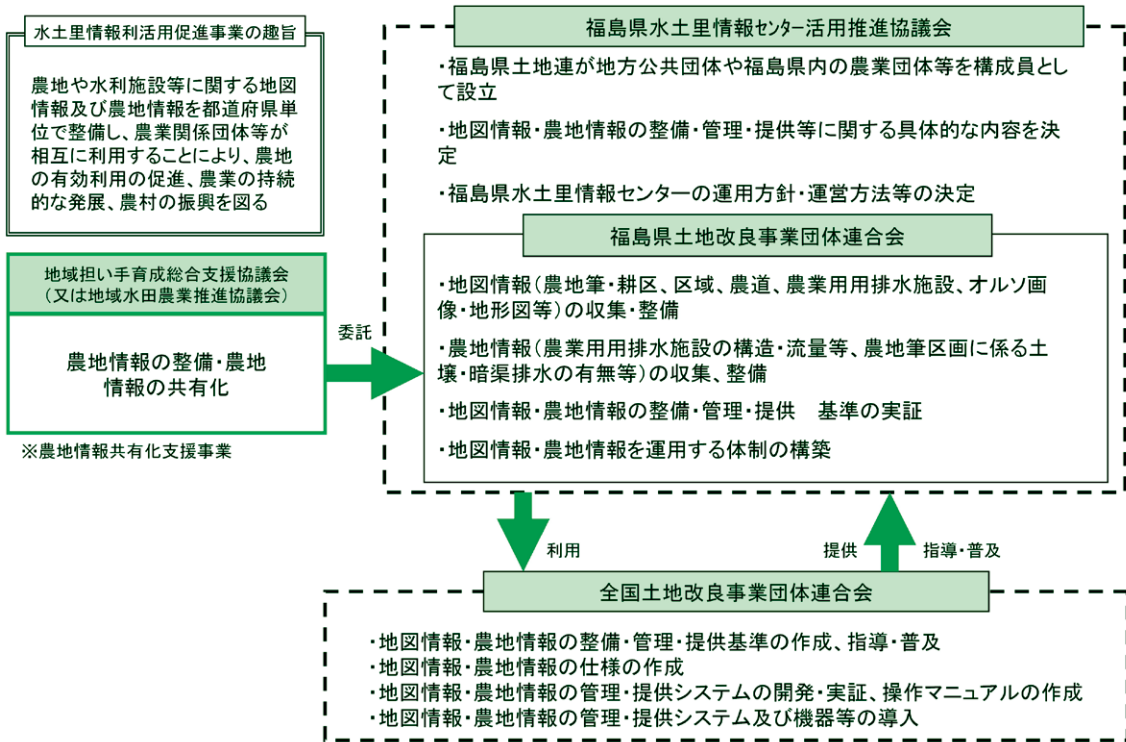 水土里情報利活用促進事業の趣旨
農地や水利施設等に関する地図
情報及び農地情報を都道府県単
位で整備し、農業関係団体等が
相互に利用することにより、農地
の有効利用の促進、農業の持続
的な発展、農村の振興を図る
地域担い手育成総合支援協議会
(又は地域水田農業推進協議会)
農地情報の整備・農地
情報の共有化
※農地情報共有化支援事業
委託
福島県水土里情報センター活用推進協議会
・福島県土地連が地方公共団体や福島県内の農業団体等を構成員とし
て設立
・地図情報・農地情報の整備・管理・提供等に関する具体的な内容を決
定
・福島県水土里情報センターの運用方針・運営方法等の決定
福島県土地改良事業団体連合会
・地図情報(農地筆・耕区、区域、農道、農業用用排水施設、オルソ画
像・地形図等)の収集・整備
・農地情報(農業用用排水施設の構造・流量等、農地筆区画に係る土
壌・暗渠排水の有無等)の収集、整備
・地図情報・農地情報の整備・管理・提供　基準の実証
・地図情報・農地情報を運用する体制の構築
利用
提供
指導・普及
全国土地改良事業団体連合会
・地図情報・農地情報の整備・管理・提供基準の作成、指導・普及
・地図情報・農地情報の仕様の作成
・地図情報・農地情報の管理・提供システムの開発・実証、操作マニュアルの作成
・地図情報・農地情報の管理・提供システム及び機器等の導入